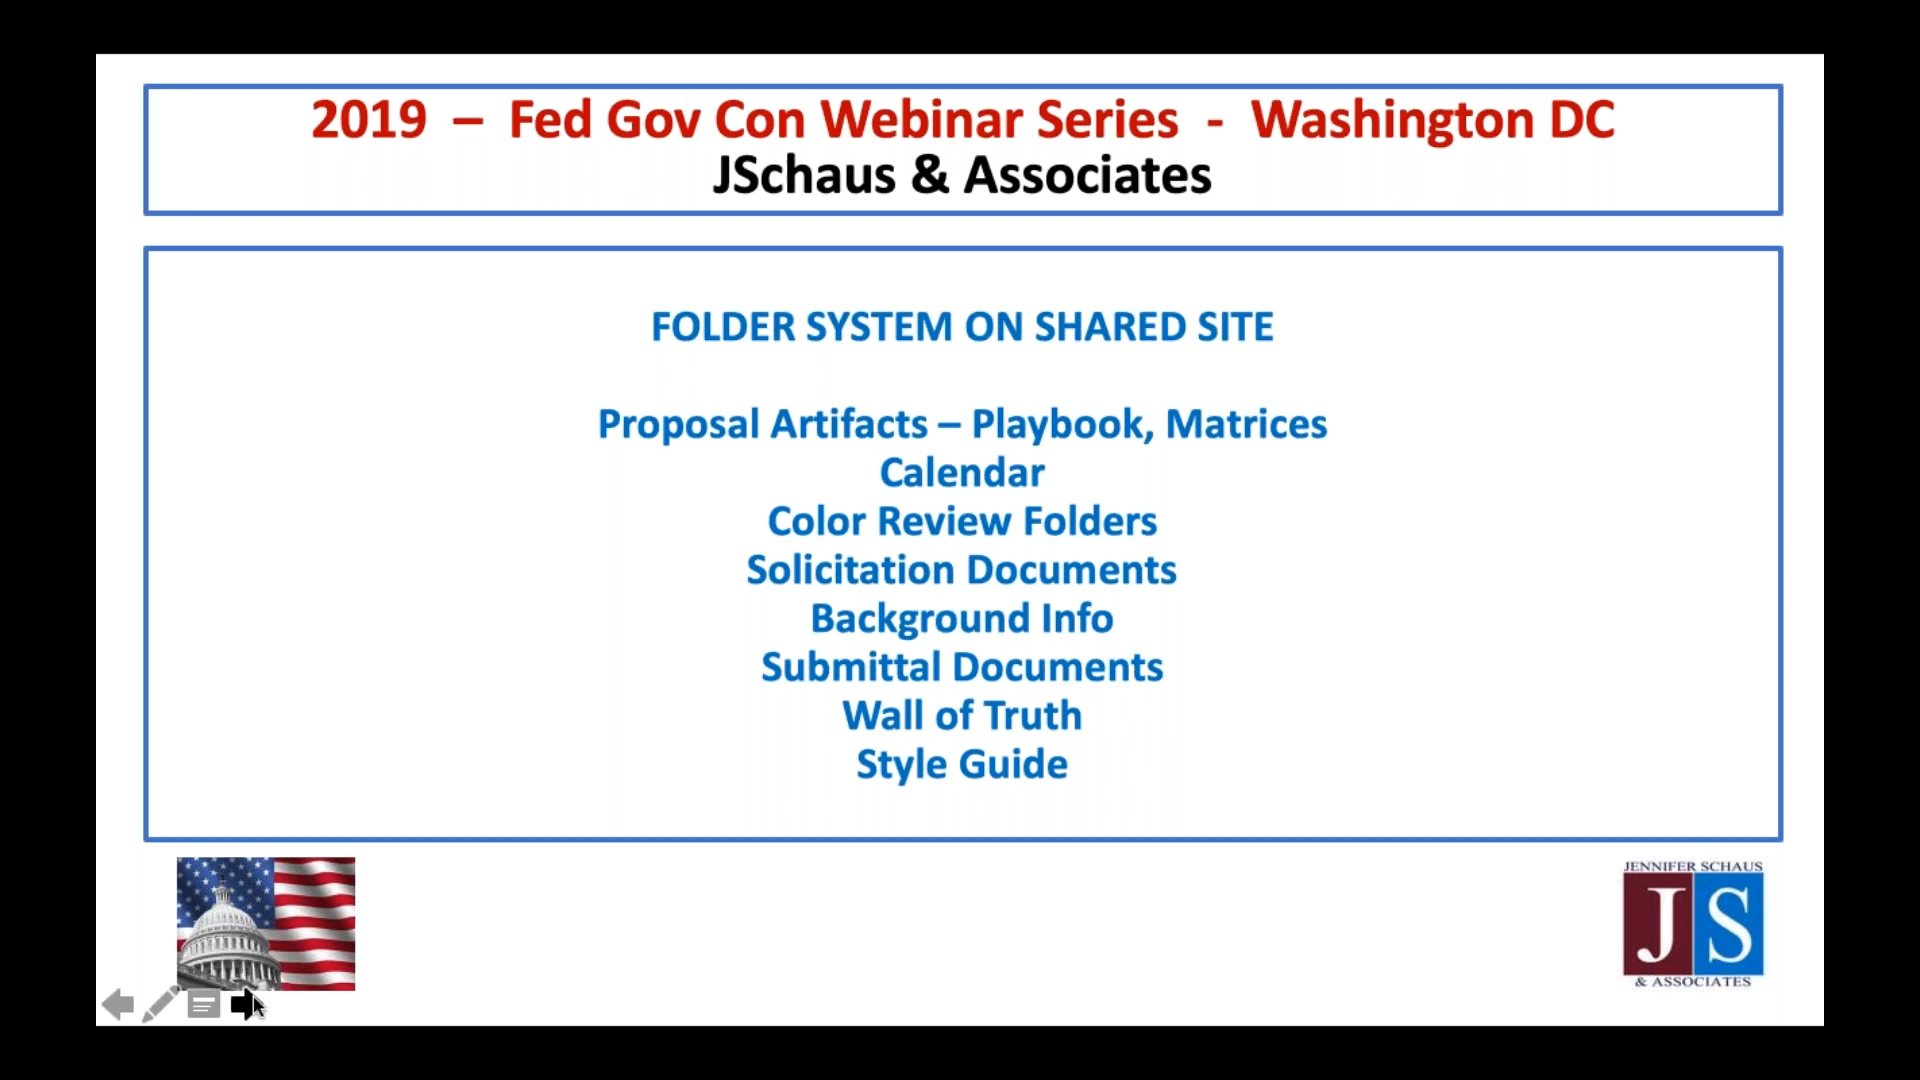 2019 – Fed Gov Con Webinar Series - Washington DC
JSchaus & Associates
FOLDER SYSTEM ON SHARED SITE
Proposal Artifacts – Playbook, Matrices
Calendar
Color Review Folders
Solicitation Documents
Background Info
Submittal Documents
Wall of Truth
Style Guide
JENNIFER SCHAUS
JS
& ASSOCIATES